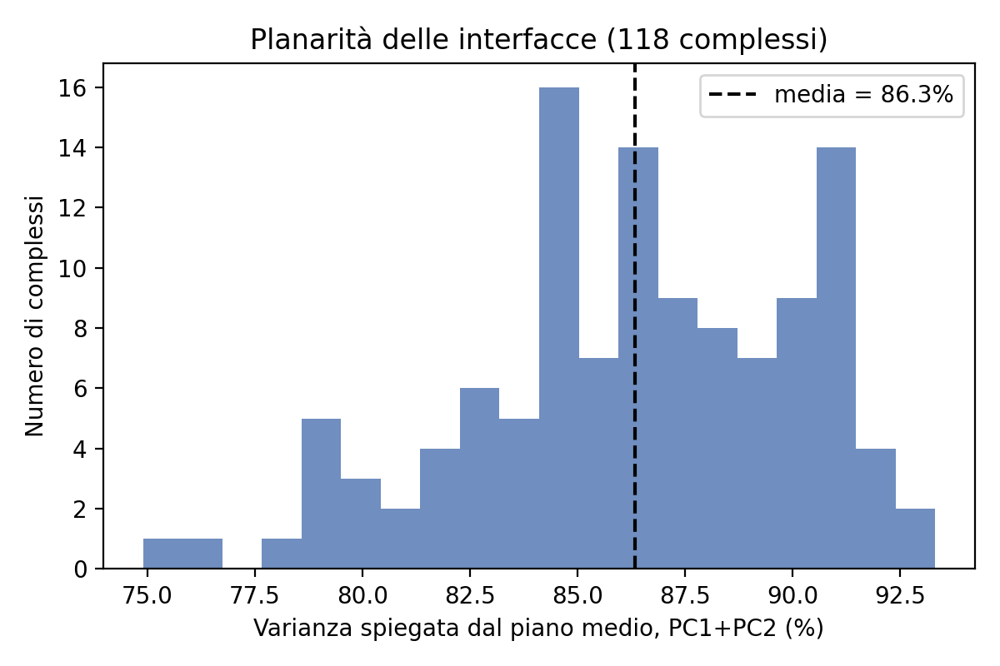 Planarità delle interfacce (118 complessi)
media = 86.3%
Numero di complessi
16
14
12
10
8
6
4
2
0
75.0 77.5 80.0 82.5 85.0 87.5 90.0 92.5
Varianza spiegata dal piano medio, PC1+PC2 (%)